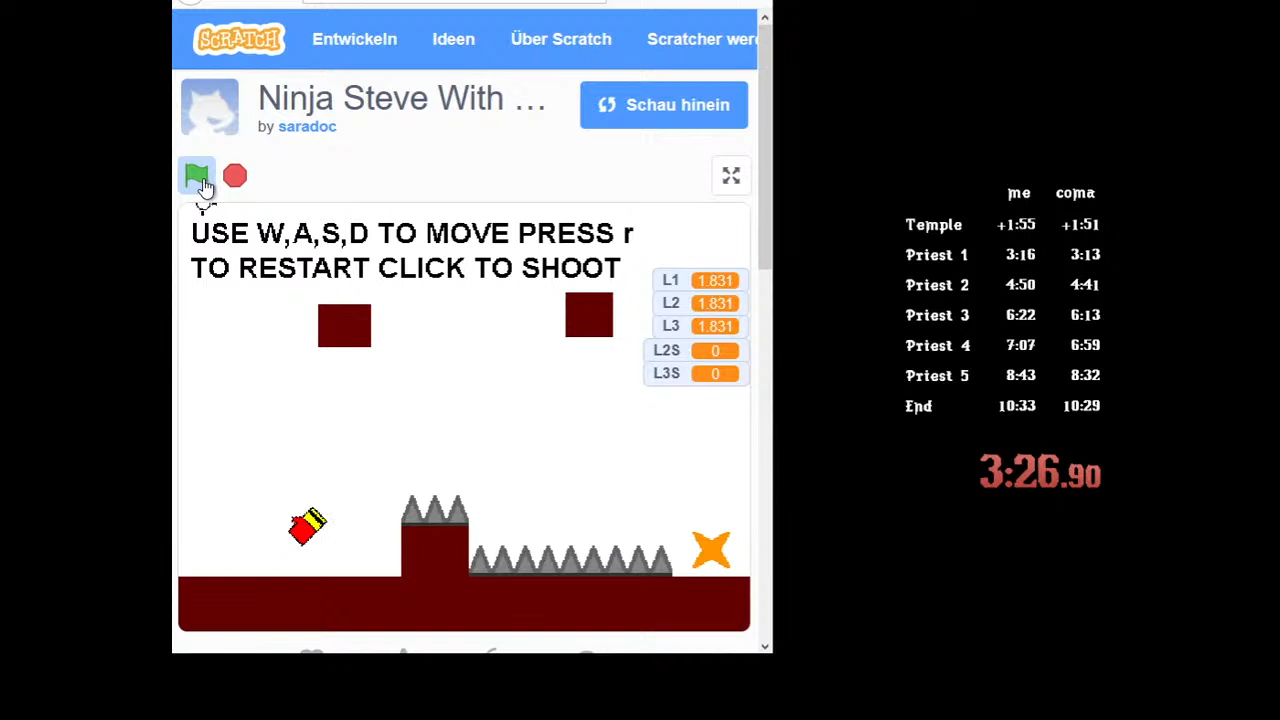 SCRATCH
Entwickeln
Ideen
Über Scratch
Scratcher wer
Ninja Steve With …
Schau hinein
by saradoc
USE W,A,S,D TO MOVE PRESS r
TO RESTART CLICK TO SHOOT
L1 1.831
L2 1.831
L3 1.831
L2S 0
L3S 0
me coma
Temple +1:55 +1:51
Priest 1 3:16 3:13
Priest 2 4:50 4:41
Priest 3 6:22 6:13
Priest 4 7:07 6:59
Priest 5 8:43 8:32
End 10:33 10:29
3:26.90